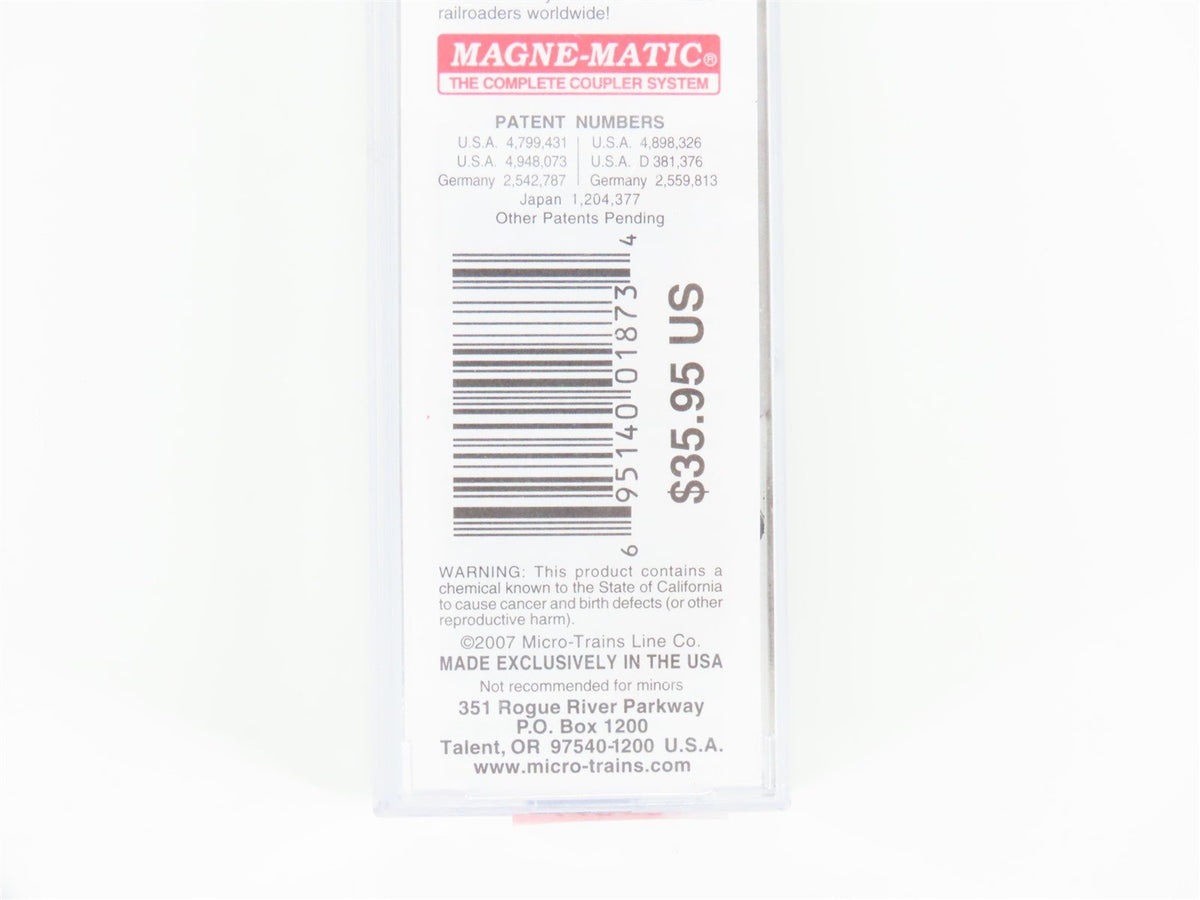 railroaders worldwide!
MAGNE-MATIC®
THE COMPLETE COUPLER SYSTEM
PATENT NUMBERS
U.S.A. 4,799,431 | U.S.A. 4,898,326
U.S.A. 4,948,073 | U.S.A. D 381,376
Germany 2,542,787 | Germany 2,559,813
Japan 1,204,377
Other Patents Pending
6 95140 01873 4
$35.95 US
WARNING: This product contains a
chemical known to the State of California
to cause cancer and birth defects (or other
reproductive harm).
©2007 Micro-Trains Line Co.
MADE EXCLUSIVELY IN THE USA
Not recommended for minors
351 Rogue River Parkway
P.O. Box 1200
Talent, OR 97540-1200 U.S.A.
www.micro-trains.com